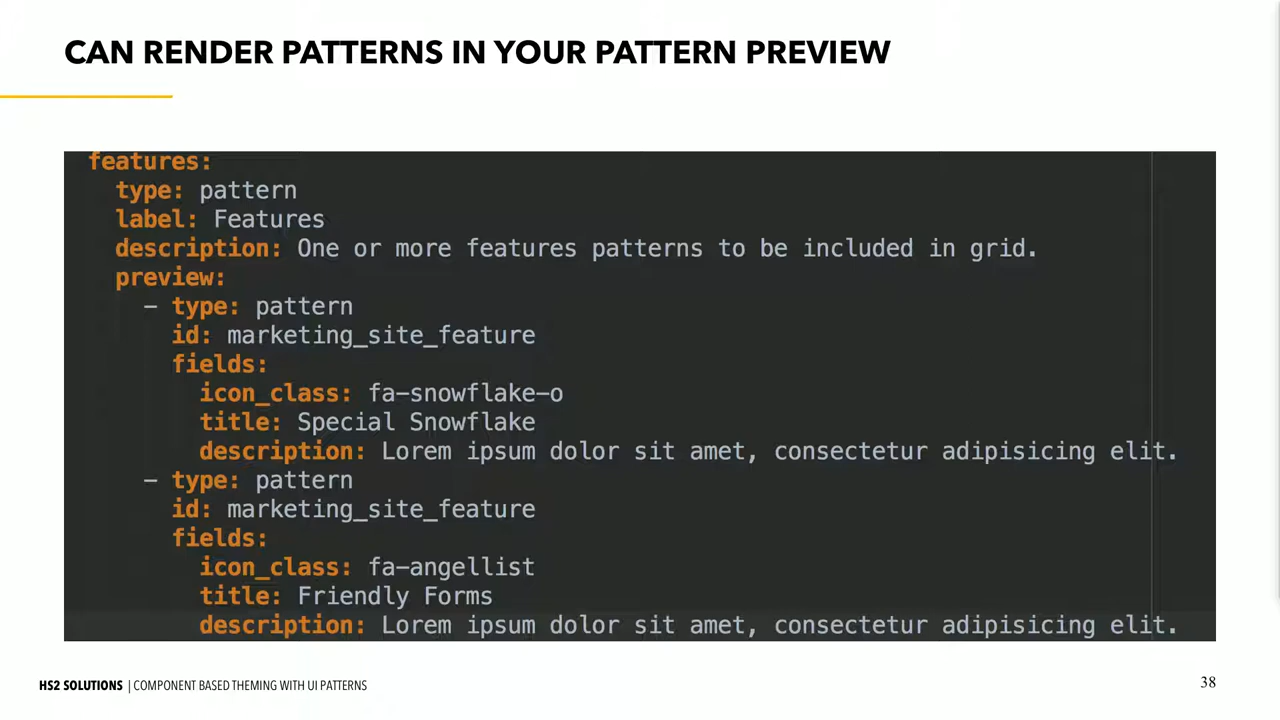 CAN RENDER PATTERNS IN YOUR PATTERN PREVIEW
features:
type: pattern
label: Features
description: One or more features patterns to be included in grid.
preview:
- type: pattern
id: marketing_site_feature
fields:
icon_class: fa-snowflake-o
title: Special Snowflake
description: Lorem ipsum dolor sit amet, consectetur adipisicing elit.
- type: pattern
id: marketing_site_feature
fields:
icon_class: fa-angellist
title: Friendly Forms
description: Lorem ipsum dolor sit amet, consectetur adipisicing elit.
HS2 SOLUTIONS | COMPONENT BASED THEMING WITH UI PATTERNS
38